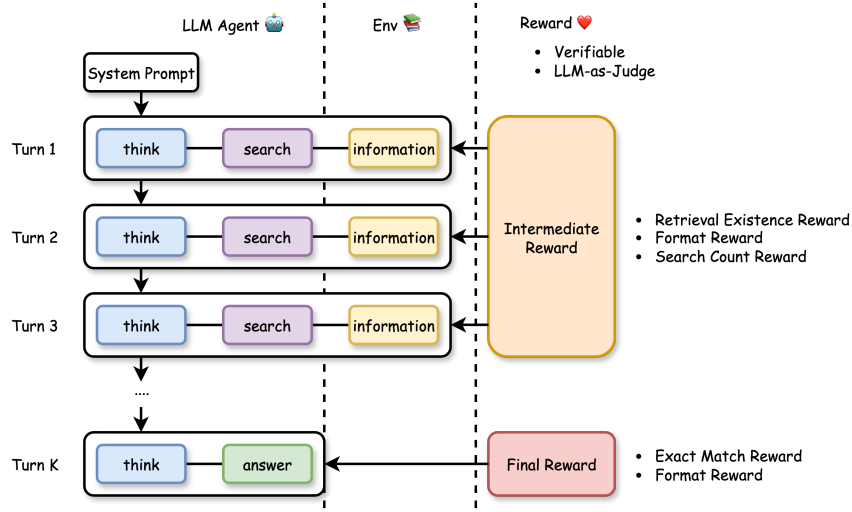 LLM Agent 🤖
Env 📚
Reward ❤️
• Verifiable
• LLM-as-Judge
System Prompt
Turn 1
think
search
information
Turn 2
think
search
information
Intermediate
Reward
• Retrieval Existence Reward
• Format Reward
• Search Count Reward
Turn 3
think
search
information
....
Turn K
think
answer
Final Reward
• Exact Match Reward
• Format Reward